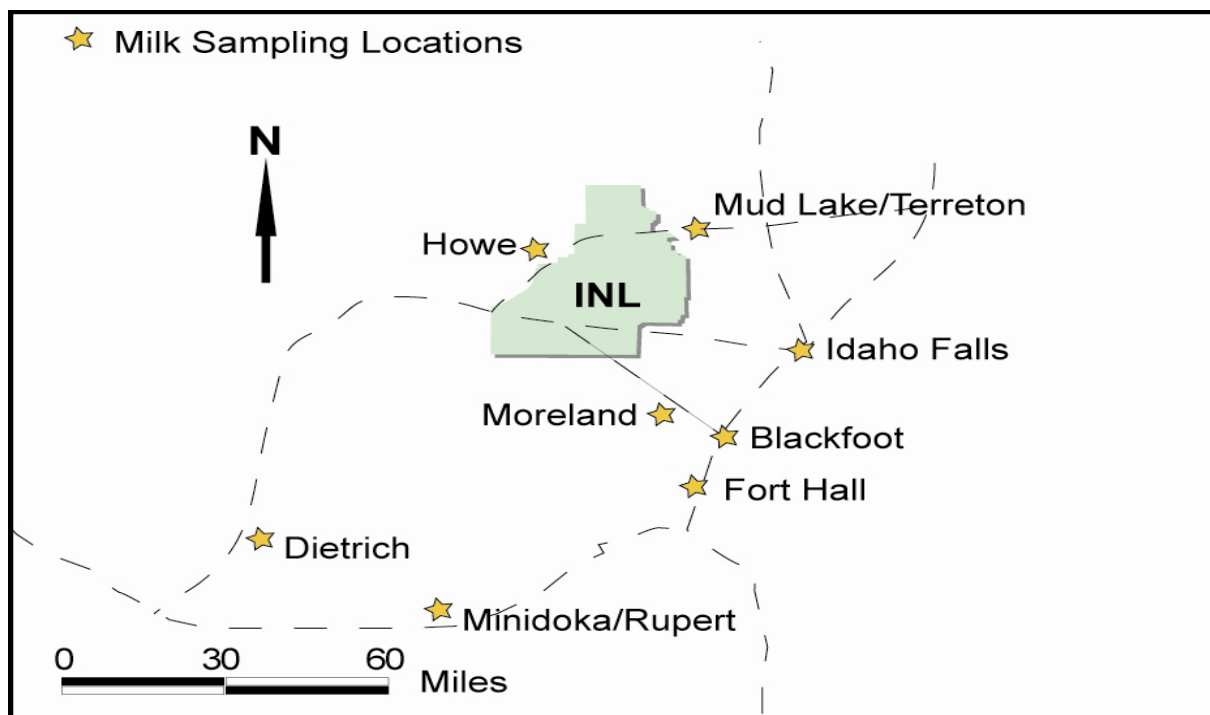 Milk Sampling Locations
N
Mud Lake/Terreton
Howe
INL
Idaho Falls
Moreland
Blackfoot
Fort Hall
Dietrich
Minidoka/Rupert
0 30 60
Miles